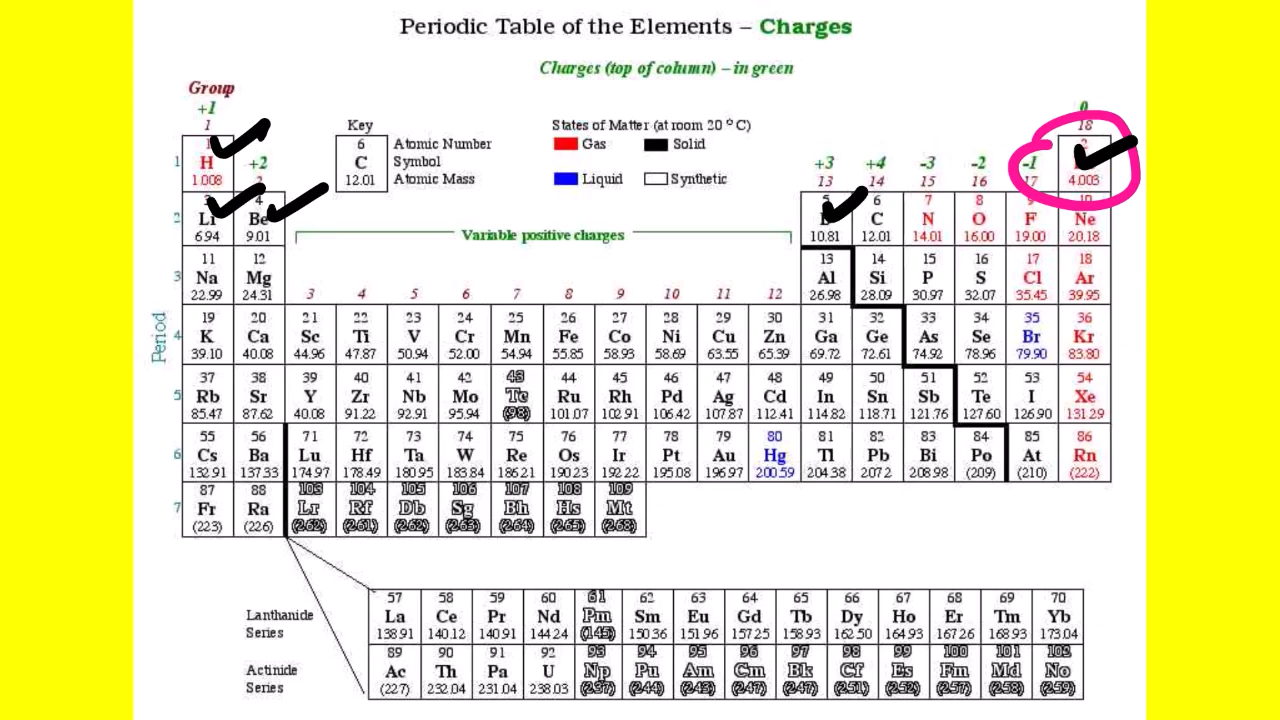 Periodic Table of the Elements – Charges
Charges (top of column) – in green
Group
+1 0
1 18
Key States of Matter (at room 20 °C)
6 Atomic Number Gas Solid
1 H +2 C Symbol +3 +4 -3 -2 -1
1.008 2 12.01 Atomic Mass Liquid Synthetic 13 14 15 16 17 4.003
3 4 5 6 7 8 9 10
2 Li Be Variable positive charges C N O F Ne
6.94 9.01 10.81 12.01 14.01 16.00 19.00 20.18
11 12 13 14 15 16 17 18
3 Na Mg Al Si P S Cl Ar
22.99 24.31 3 4 5 6 7 8 9 10 11 12 26.98 28.09 30.97 32.07 35.45 39.95
19 20 21 22 23 24 25 26 27 28 29 30 31 32 33 34 35 36
4 K Ca Sc Ti V Cr Mn Fe Co Ni Cu Zn Ga Ge As Se Br Kr
39.10 40.08 44.96 47.87 50.94 52.00 54.94 55.85 58.93 58.69 63.55 65.39 69.72 72.61 74.92 78.96 79.90 83.80
37 38 39 40 41 42 43 44 45 46 47 48 49 50 51 52 53 54
5 Rb Sr Y Zr Nb Mo Tc Ru Rh Pd Ag Cd In Sn Sb Te I Xe
85.47 87.62 40.08 91.22 92.91 95.94 (98) 101.07 102.91 106.42 107.87 112.41 114.82 118.71 121.76 127.60 126.90 131.29
55 56 71 72 73 74 75 76 77 78 79 80 81 82 83 84 85 86
6 Cs Ba Lu Hf Ta W Re Os Ir Pt Au Hg Tl Pb Bi Po At Rn
132.91 137.33 174.97 178.49 180.95 183.84 186.21 190.23 192.22 195.08 196.97 200.59 204.38 207.2 208.98 (209) (210) (222)
87 88 103 104 105 106 107 108 109
7 Fr Ra Lr Rf Db Sg Bh Hs Mt
(223) (226) (262) (261) (262) (263) (264) (265) (268)
Period
57 58 59 60 61 62 63 64 65 66 67 68 69 70
Lanthanide La Ce Pr Nd Pm Sm Eu Gd Tb Dy Ho Er Tm Yb
Series 138.91 140.12 140.91 144.24 (145) 150.36 151.96 157.25 158.93 162.50 164.93 167.26 168.93 173.04
89 90 91 92 93 94 95 96 97 98 99 100 101 102
Actinide Ac Th Pa U Np Pu Am Cm Bk Cf Es Fm Md No
Series (227) 232.04 231.04 238.03 (237) (244) (243) (247) (247) (251) (252) (257) (258) (259)